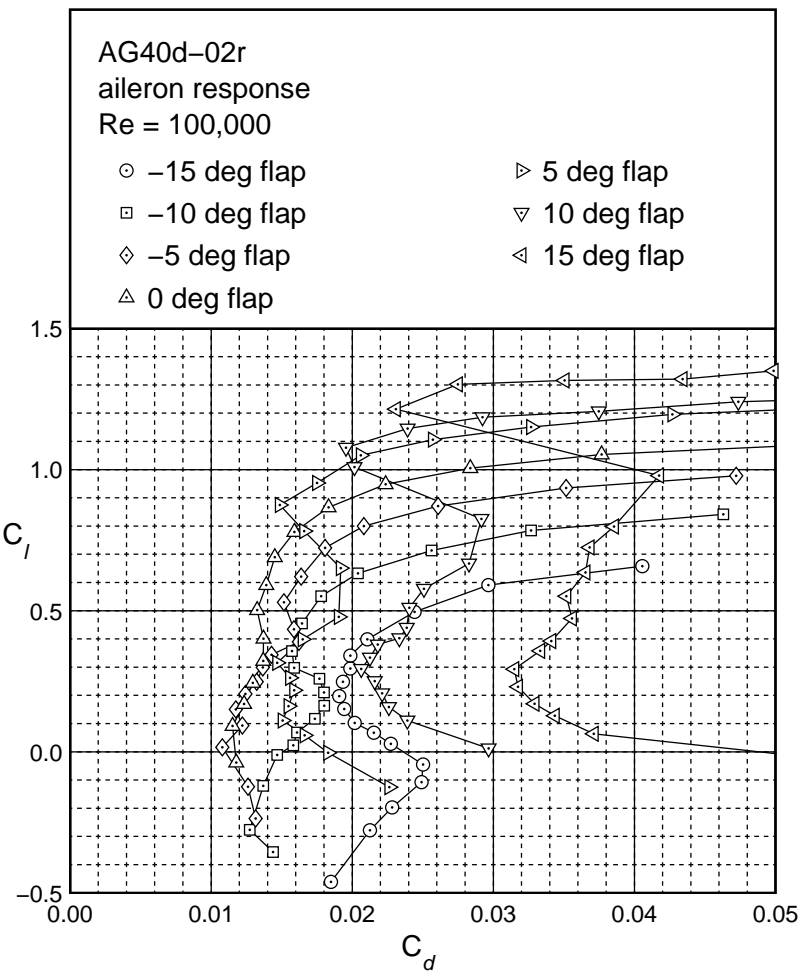 AG40d−02r
aileron response
Re = 100,000
−15 deg flap
−10 deg flap
−5 deg flap
0 deg flap
5 deg flap
10 deg flap
15 deg flap
1.5
1.0
0.5
0.0
−0.5
C_l
0.00 0.01 0.02 0.03 0.04 0.05
C_d